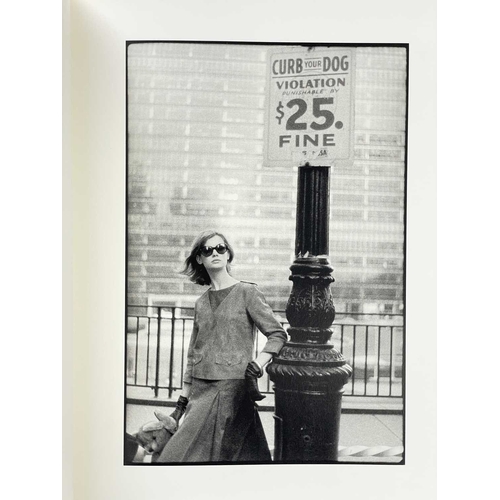 CURB YOUR DOG
VIOLATION
PUNISHABLE BY
$25.
FINE